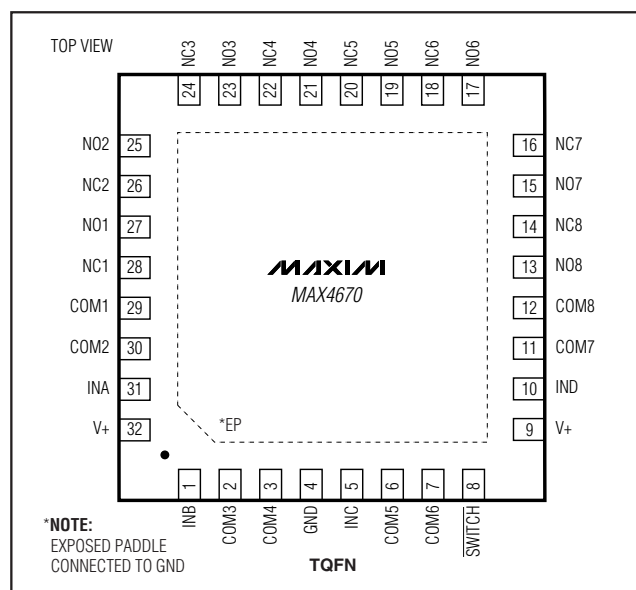 TOP VIEW
NC3
NO3
NC4
NO4
NC5
NO5
NC6
NO6
24
23
22
21
20
19
18
17
NO2 25
NC2 26
NO1 27
NC1 28
COM1 29
COM2 30
INA 31
V+ 32
16 NC7
15 NO7
14 NC8
13 NO8
12 COM8
11 COM7
10 IND
9 V+
MAXIM
MAX4670
*EP
1
2
3
4
5
6
7
8
INB
COM3
COM4
GND
INC
COM5
COM6
SWITCH
*NOTE:
EXPOSED PADDLE
CONNECTED TO GND
TQFN